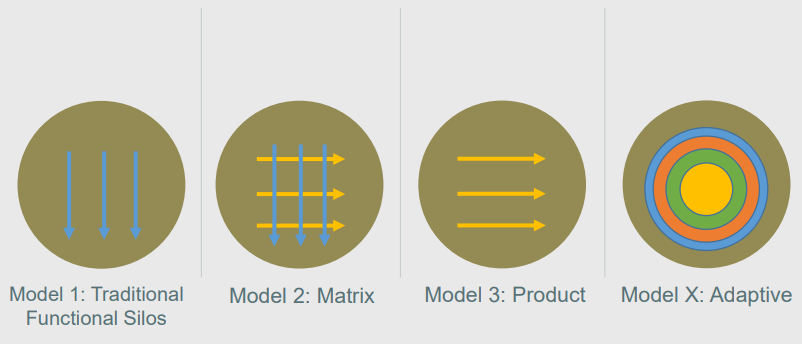 Model 1: Traditional
Functional Silos
Model 2: Matrix
Model 3: Product
Model X: Adaptive